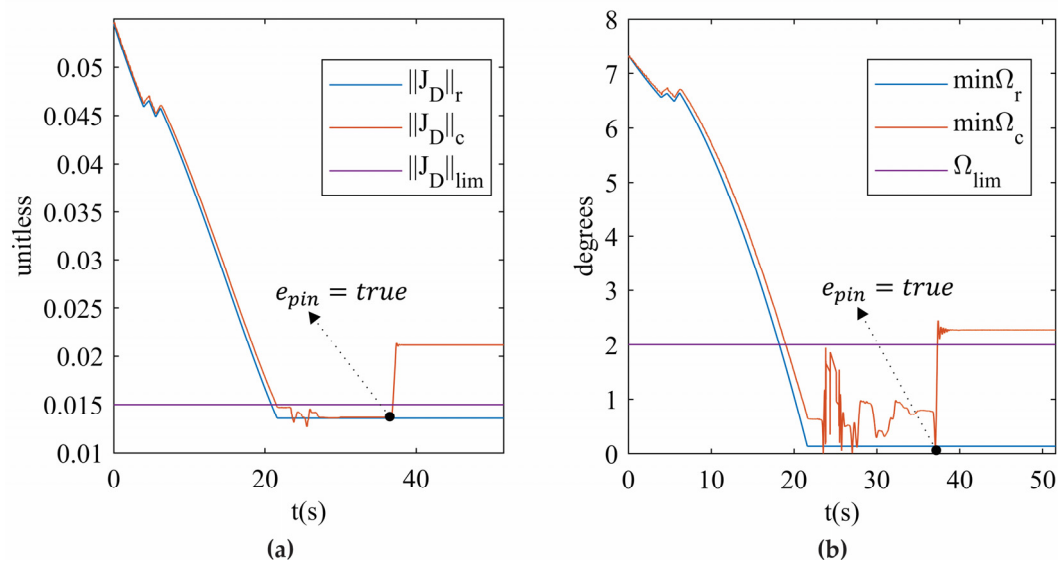 0.05
0.045
0.04
0.035
0.03
0.025
0.02
0.015
0.01
0
20
40
unitless
t(s)
||J_D||_r
||J_D||_c
||J_D||_lim
e_pin = true
(a)
8
7
6
5
4
3
2
1
0
0
10
20
30
40
50
degrees
t(s)
minΩ_r
minΩ_c
Ω_lim
e_pin = true
(b)